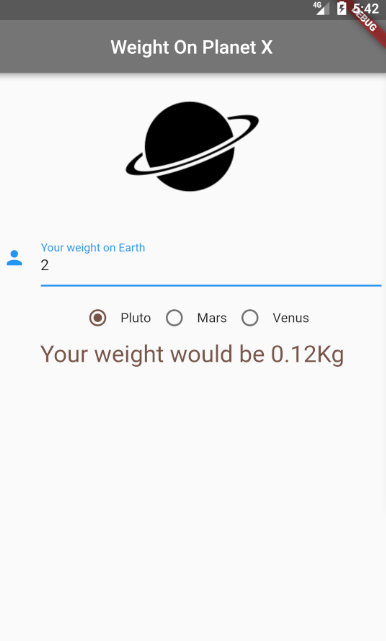 4G 5:42
DEBUG
Weight On Planet X
Your weight on Earth
2
Pluto Mars Venus
Your weight would be 0.12Kg